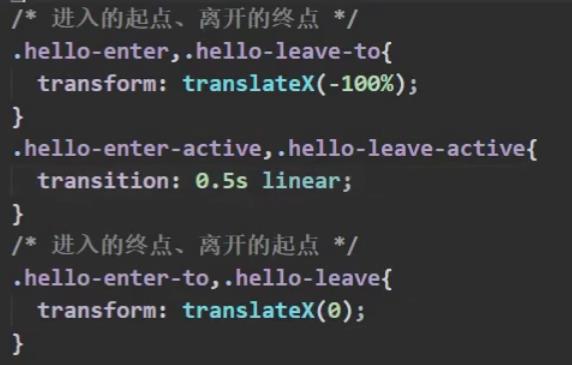 /* 进入的起点、离开的终点 */
.hello-enter,.hello-leave-to{
  transform: translateX(-100%);
}
.hello-enter-active,.hello-leave-active{
  transition: 0.5s linear;
}
/* 进入的终点、离开的起点 */
.hello-enter-to,.hello-leave{
  transform: translateX(0);
}